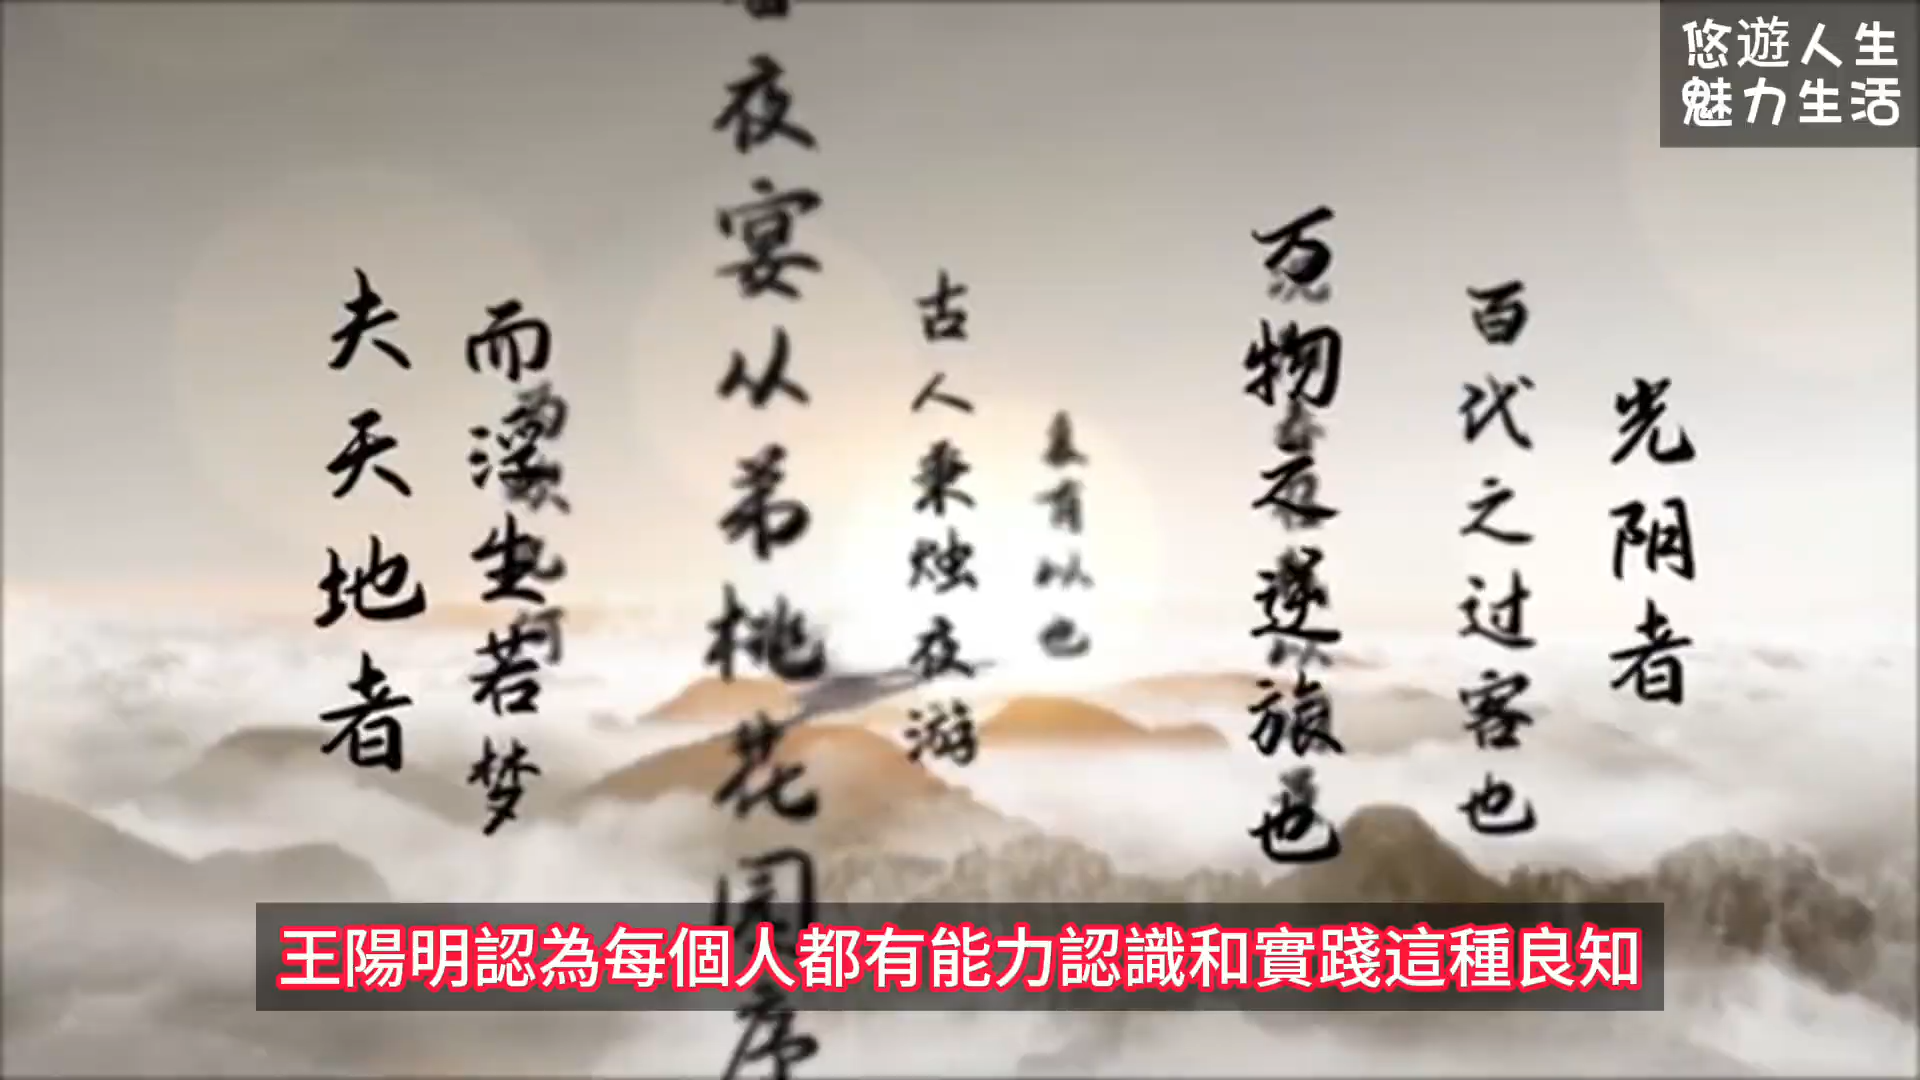 悠遊人生
魅力生活
光阴者
百代之过客也
万物之逆旅也
夜宴从弟桃花园序
古人秉烛夜游
有以也
而浮生若梦
夫天地者
王陽明認為每個人都有能力認識和實踐這種良知